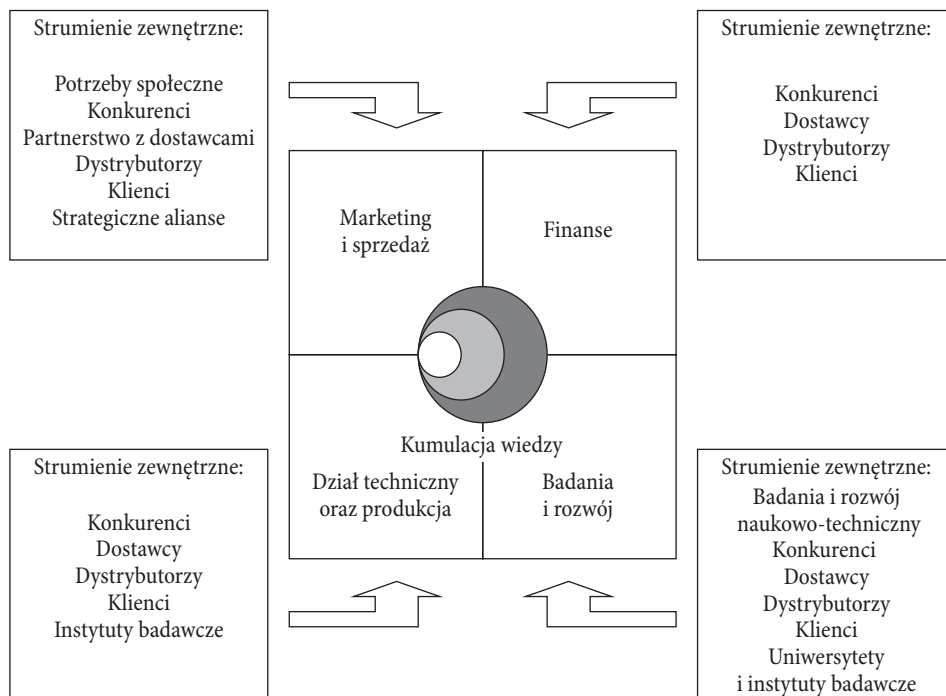 Strumienie zewnętrzne:
Potrzeby społeczne
Konkurenci
Partnerstwo z dostawcami
Dystrybutorzy
Klienci
Strategiczne alianse
Strumienie zewnętrzne:
Konkurenci
Dostawcy
Dystrybutorzy
Klienci
Marketing
i sprzedaż
Finanse
Kumulacja wiedzy
Dział techniczny
oraz produkcja
Badania
i rozwój
Strumienie zewnętrzne:
Konkurenci
Dostawcy
Dystrybutorzy
Klienci
Instytuty badawcze
Strumienie zewnętrzne:
Badania i rozwój
naukowo-techniczny
Konkurenci
Dostawcy
Dystrybutorzy
Klienci
Uniwersytety
i instytuty badawcze